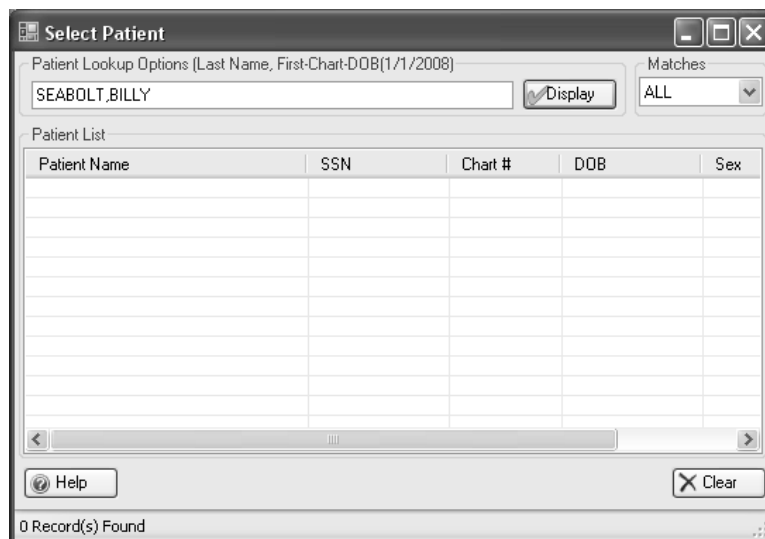 Select Patient
Patient Lookup Options (Last Name, First-Chart-DOB(1/1/2008)
Matches
SEABOLT,BILLY
Display
ALL
Patient List
Patient Name SSN Chart # DOB Sex
Help
Clear
0 Record(s) Found